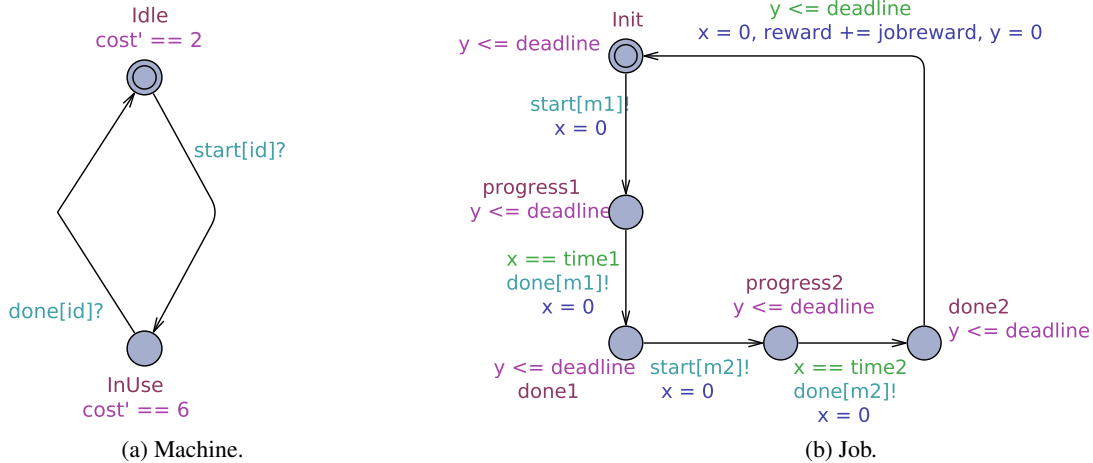 Idle
cost' == 2
start[id]?
done[id]?
InUse
cost' == 6
(a) Machine.
Init
y <= deadline
y <= deadline
x = 0, reward += jobreward, y = 0
start[m1]!
x = 0
progress1
y <= deadline
x == time1
done[m1]!
x = 0
y <= deadline
done1
start[m2]!
x = 0
progress2
y <= deadline
x == time2
done[m2]!
x = 0
done2
y <= deadline
(b) Job.